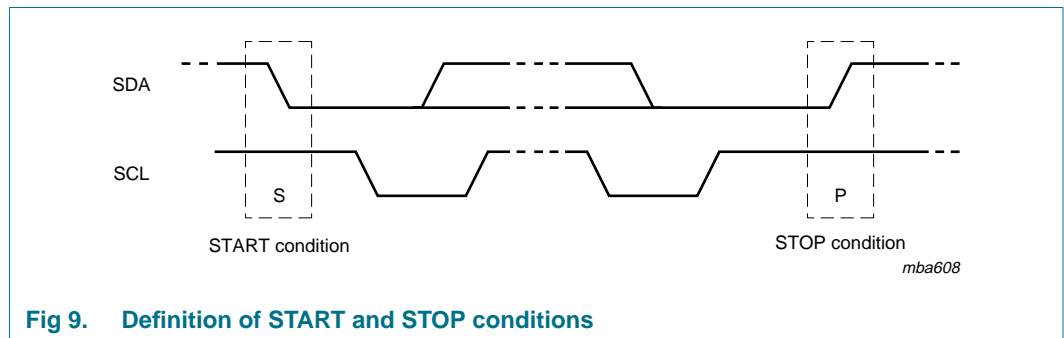 SDA
SCL
S
P
START condition
STOP condition
mba608
Fig 9. Definition of START and STOP conditions